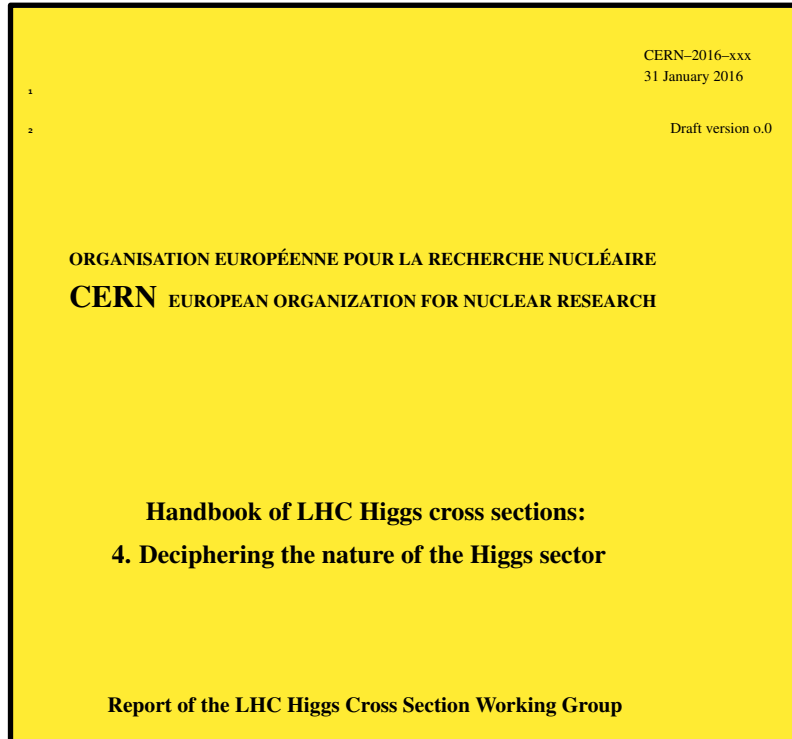 CERN–2016–xxx
31 January 2016
1
2 Draft version 0.0
ORGANISATION EUROPÉENNE POUR LA RECHERCHE NUCLÉAIRE
CERN EUROPEAN ORGANIZATION FOR NUCLEAR RESEARCH
Handbook of LHC Higgs cross sections:
4. Deciphering the nature of the Higgs sector
Report of the LHC Higgs Cross Section Working Group